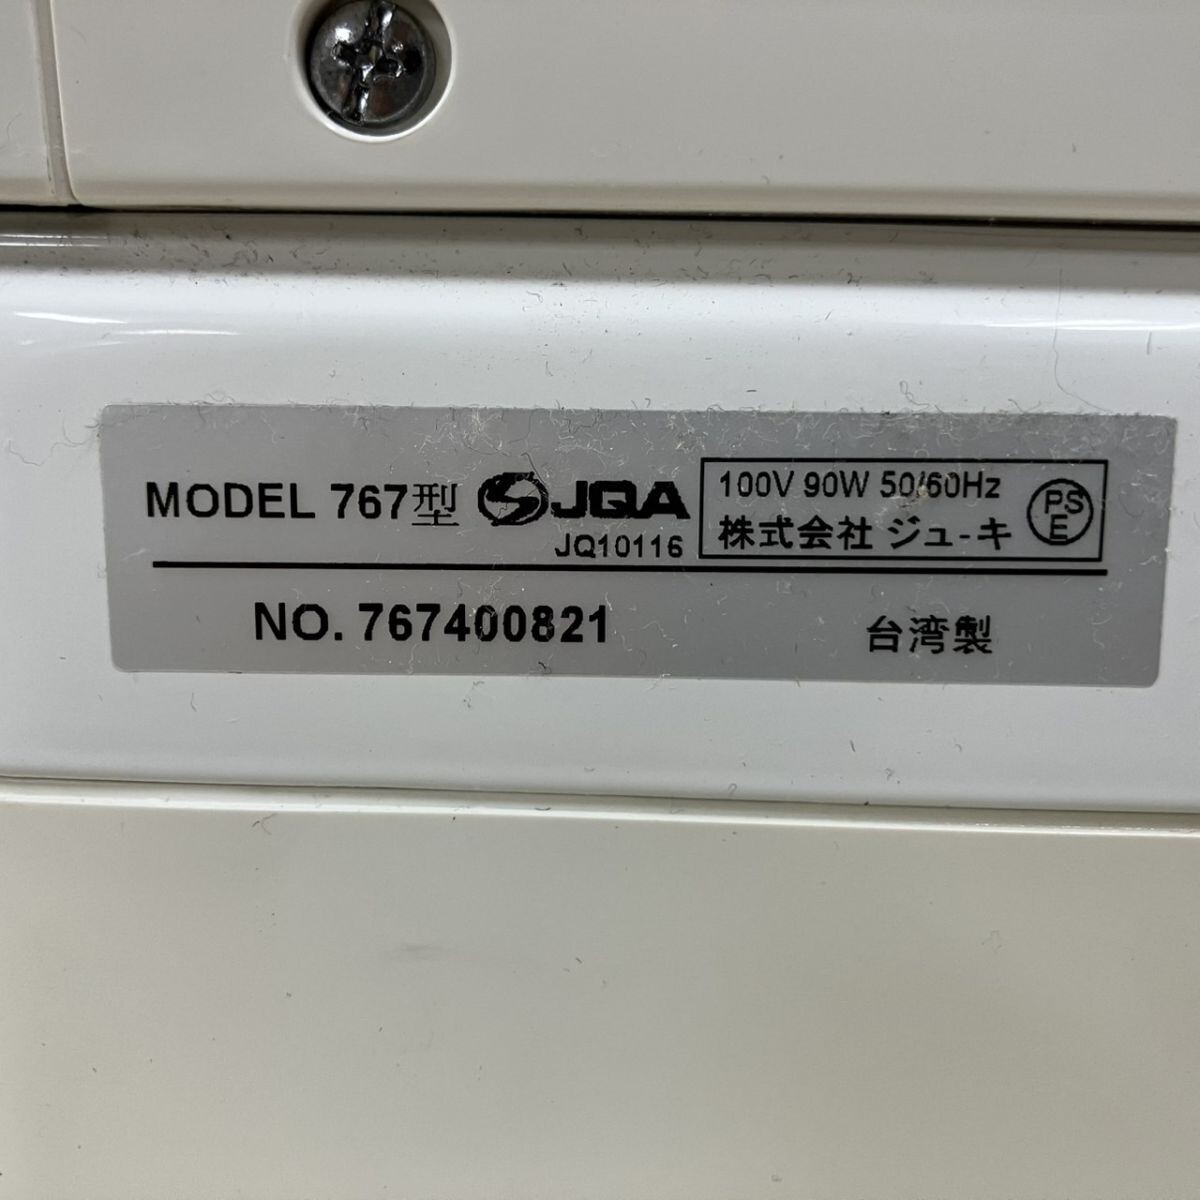 MODEL 767型 JQA
JQ10116
100V 90W 50/60Hz
株式会社 ジュ-キ
PS
E
NO. 767400821
台湾製